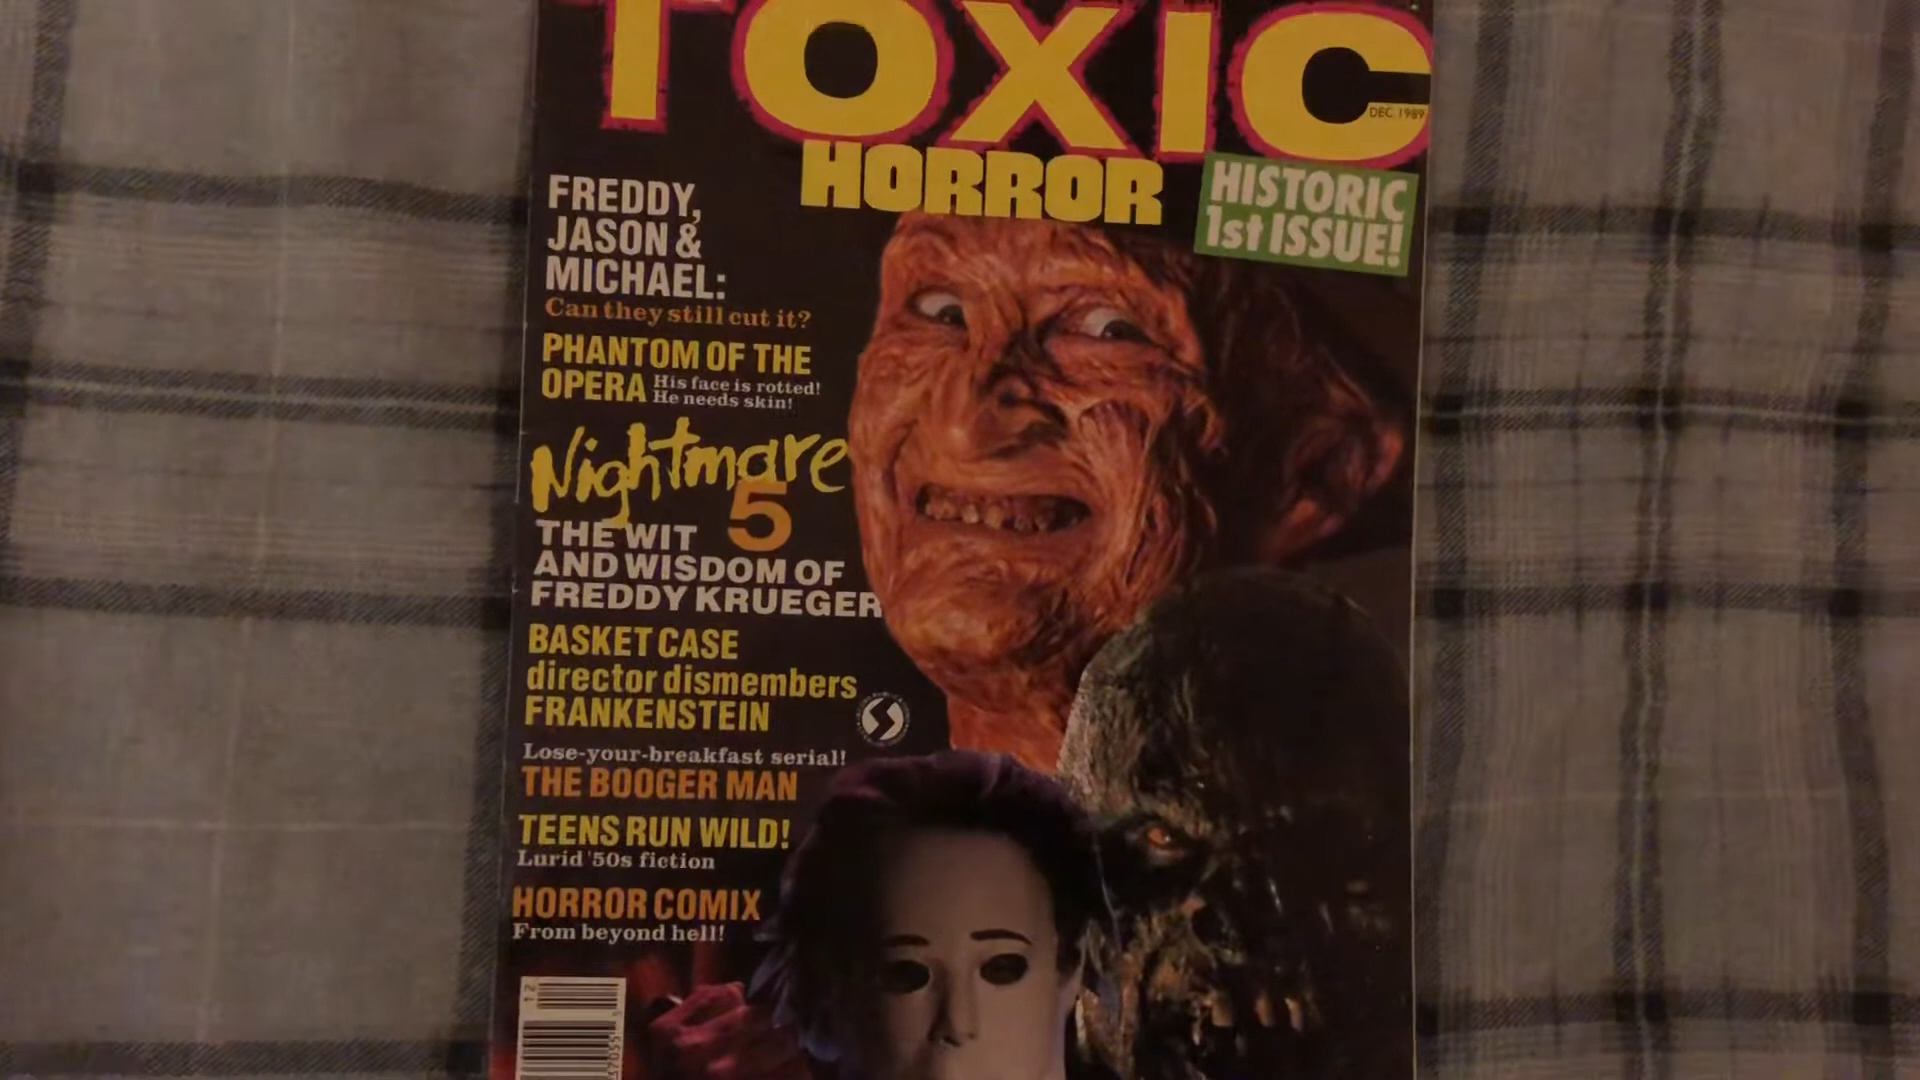 TOXIC
DEC. 1989
HORROR
HISTORIC
1st ISSUE!
FREDDY,
JASON &
MICHAEL:
Can they still cut it?
PHANTOM OF THE
OPERA His face is rotted!
He needs skin!
Nightmare
5
THE WIT
AND WISDOM OF
FREDDY KRUEGER
BASKET CASE
director dismembers
FRANKENSTEIN
Lose-your-breakfast serial!
THE BOOGER MAN
TEENS RUN WILD!
Lurid '50s fiction
HORROR COMIX
From beyond hell!
12